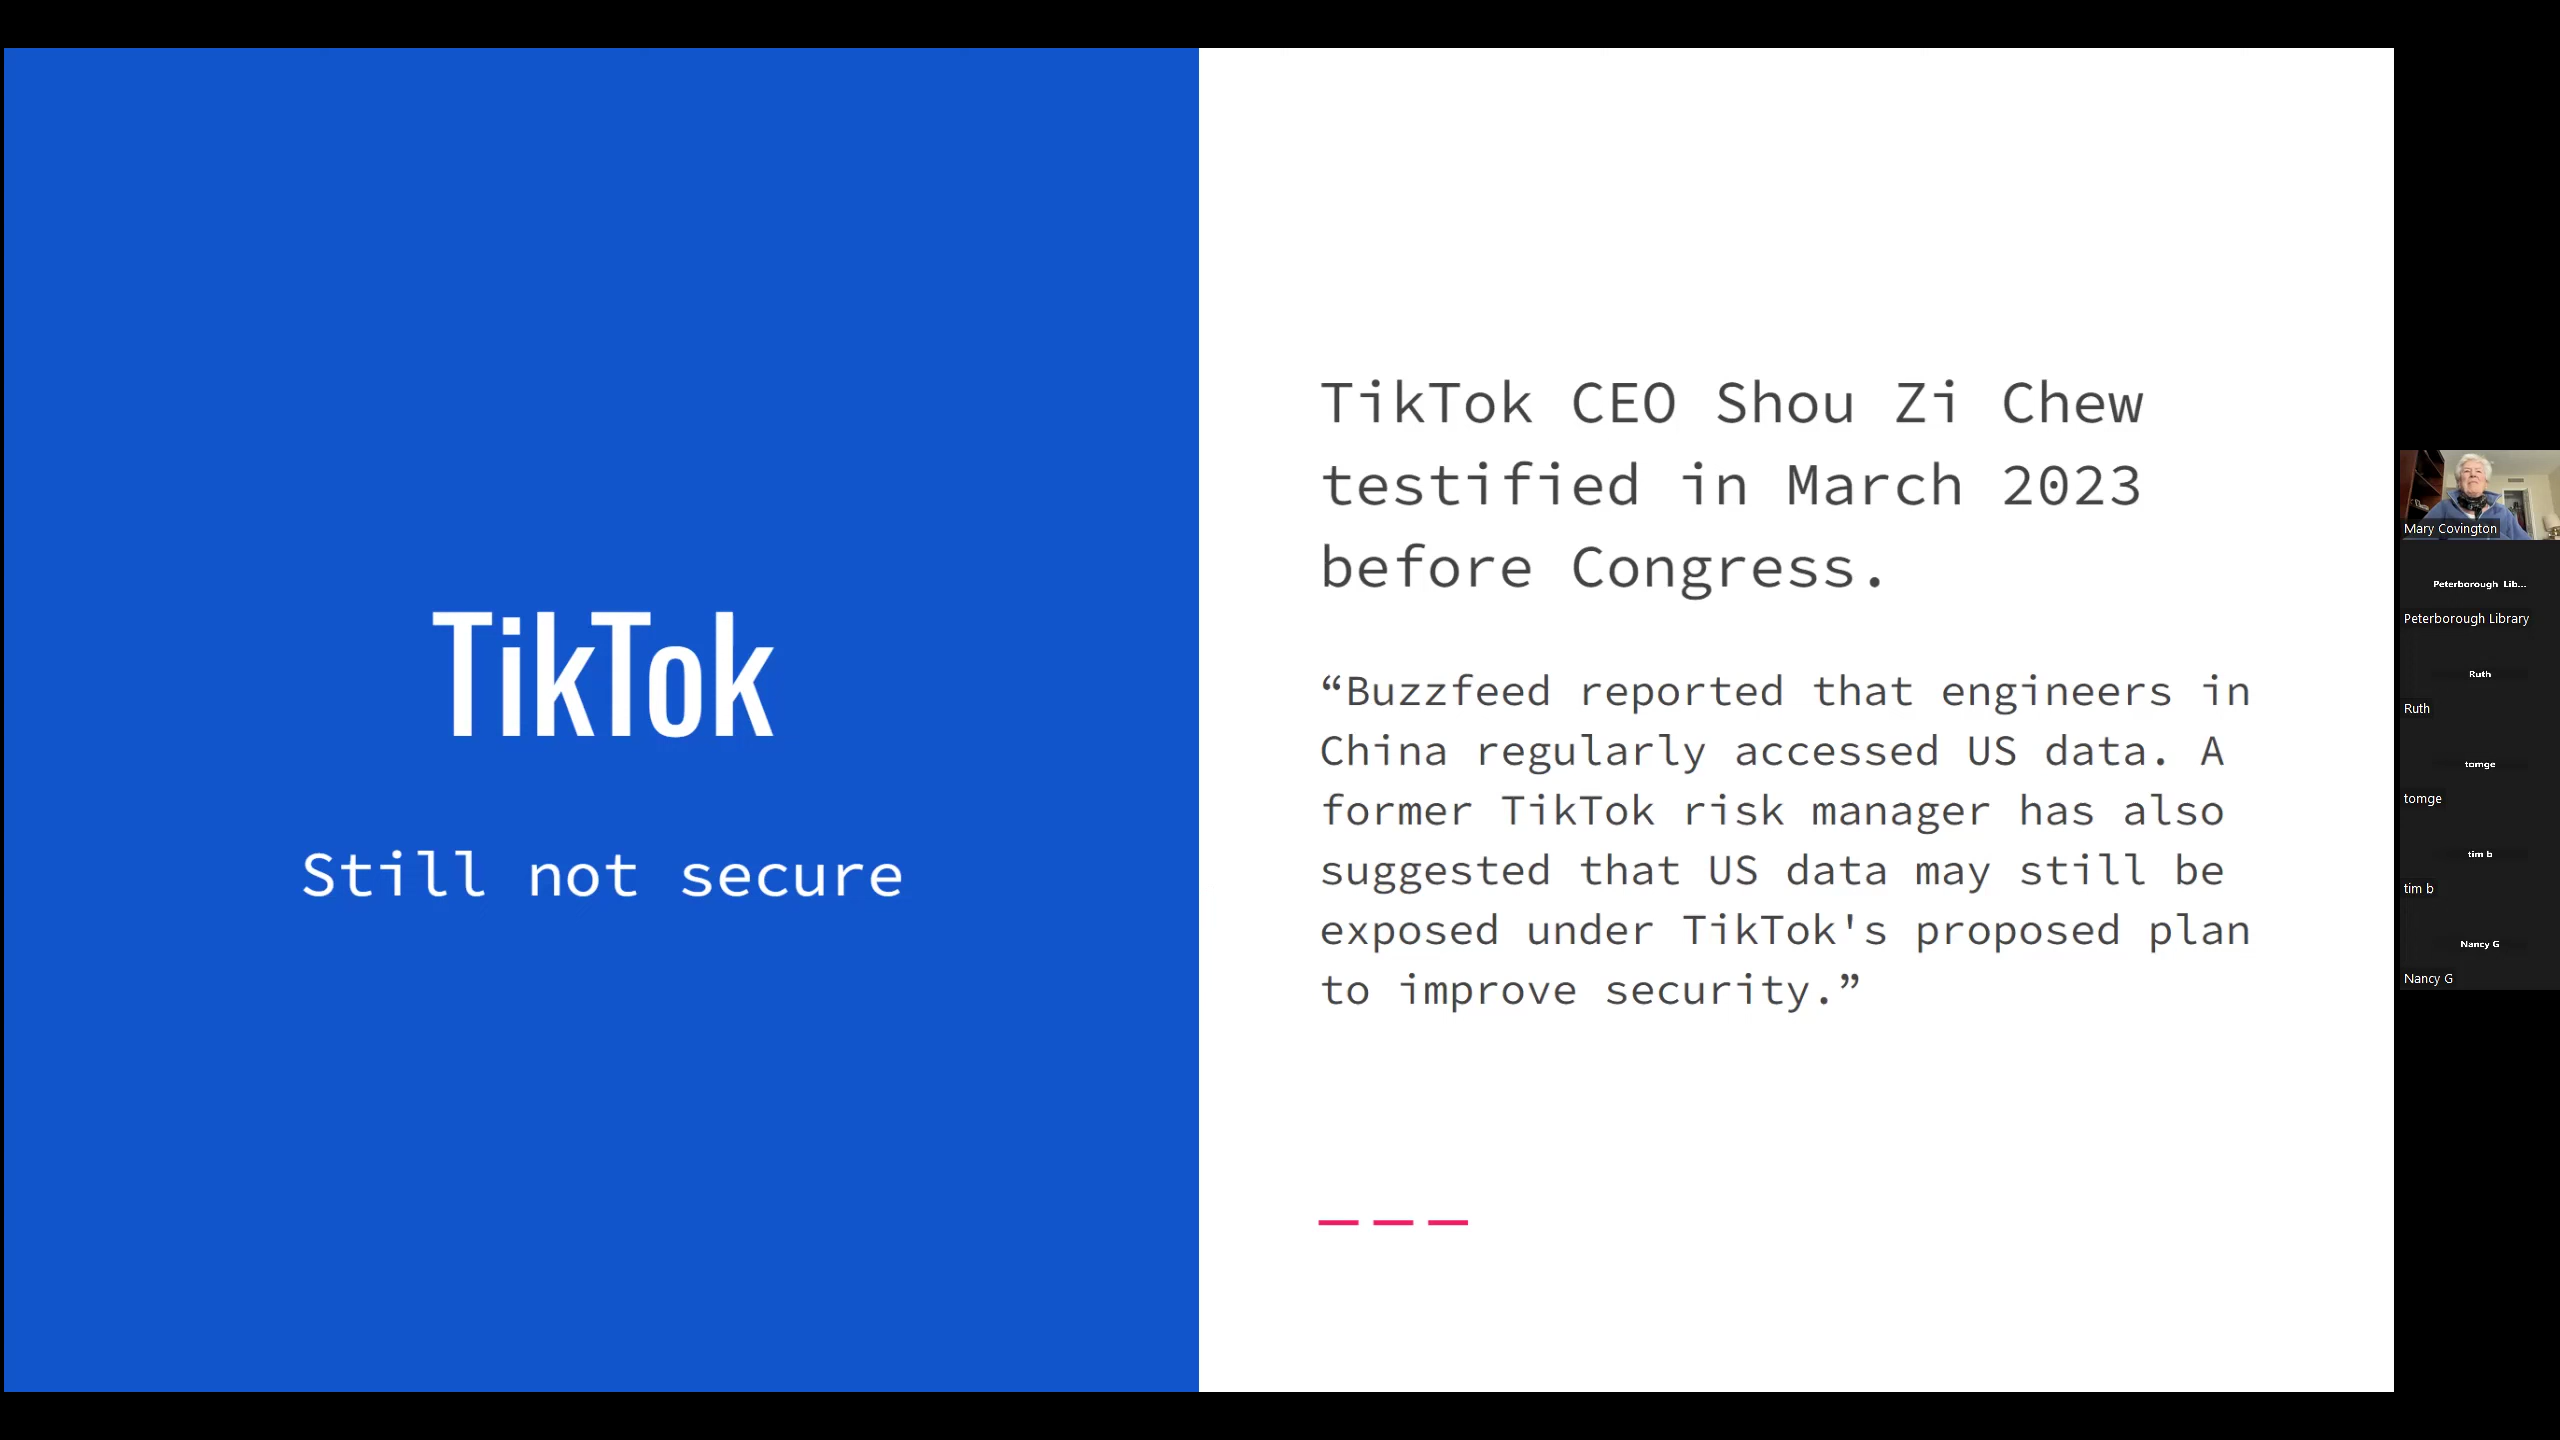 TikTok
Still not secure
TikTok CEO Shou Zi Chew
testified in March 2023
before Congress.
“Buzzfeed reported that engineers in
China regularly accessed US data. A
former TikTok risk manager has also
suggested that US data may still be
exposed under TikTok's proposed plan
to improve security.”
Mary Covington
Peterborough Lib...
Peterborough Library
Ruth
Ruth
tomge
tomge
tim b
tim b
Nancy G
Nancy G